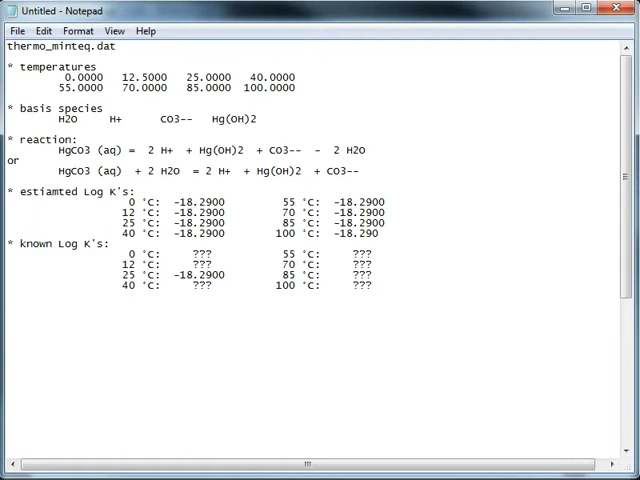 Untitled - Notepad
File Edit Format View Help
thermo_minteq.dat
* temperatures
0.0000 12.5000 25.0000 40.0000
55.0000 70.0000 85.0000 100.0000
* basis species
H2O H+ CO3-- Hg(OH)2
* reaction:
HgCO3 (aq) = 2 H+ + Hg(OH)2 + CO3-- - 2 H2O
or
HgCO3 (aq) + 2 H2O = 2 H+ + Hg(OH)2 + CO3--
* estiamted Log K's:
0 °C: -18.2900 55 °C: -18.2900
12 °C: -18.2900 70 °C: -18.2900
25 °C: -18.2900 85 °C: -18.2900
40 °C: -18.2900 100 °C: -18.290
* known Log K's:
0 °C: ??? 55 °C: ???
12 °C: ??? 70 °C: ???
25 °C: -18.2900 85 °C: ???
40 °C: ??? 100 °C: ???